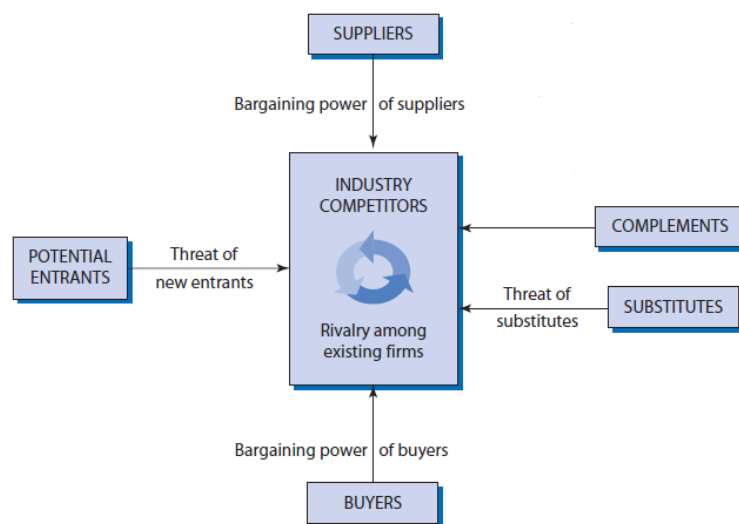 SUPPLIERS
Bargaining power of suppliers
INDUSTRY
COMPETITORS
COMPLEMENTS
POTENTIAL
ENTRANTS
Threat of
new entrants
Threat of
substitutes
SUBSTITUTES
Rivalry among
existing firms
Bargaining power of buyers
BUYERS